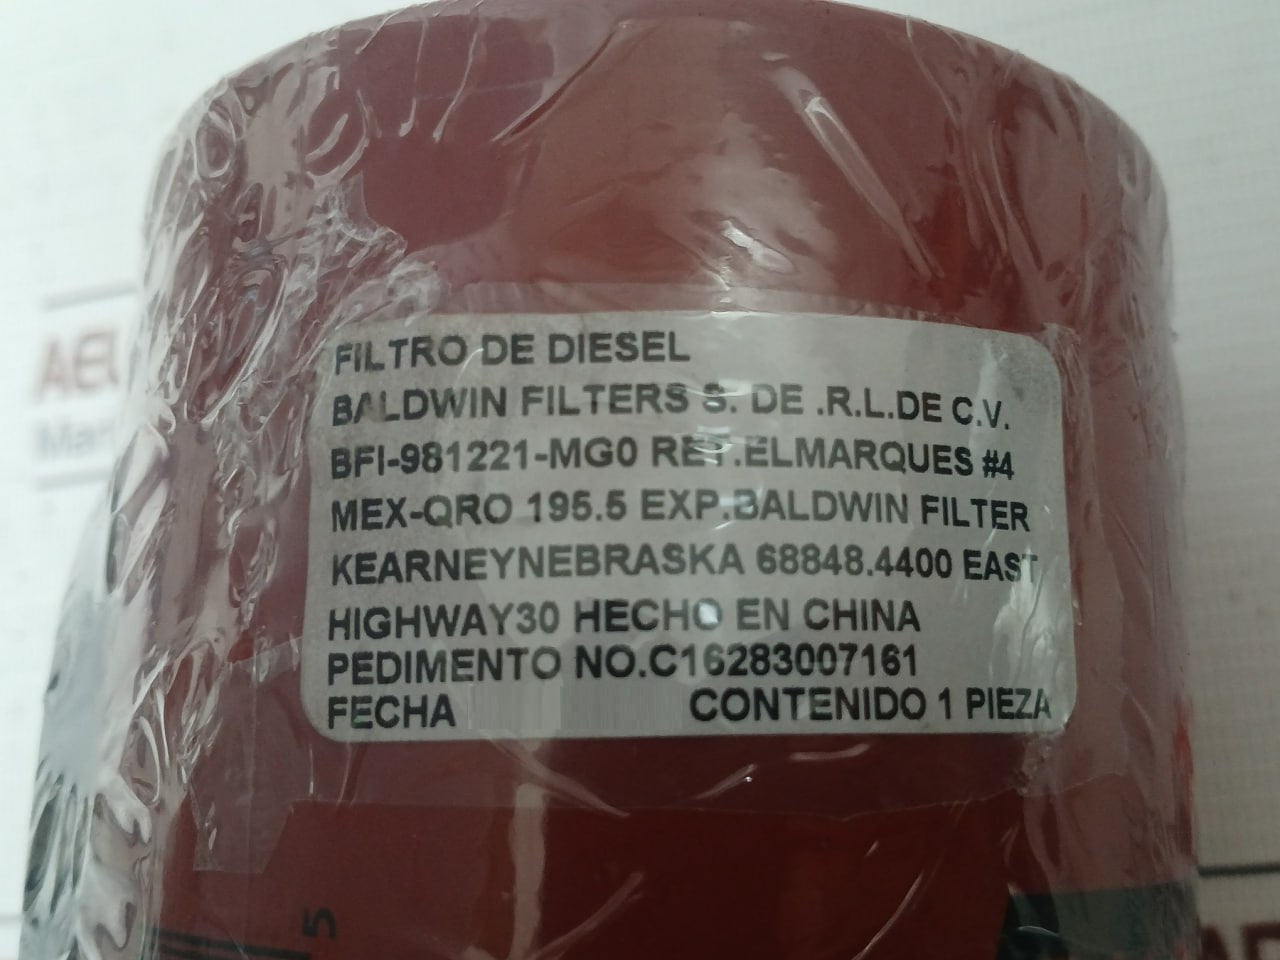 FILTRO DE DIESEL
BALDWIN FILTERS S. DE .R.L.DE C.V.
BFI-981221-MG0 RET.ELMARQUES #4
MEX-QRO 195.5 EXP.BALDWIN FILTER
KEARNEYNEBRASKA 68848.4400 EAST
HIGHWAY30 HECHO EN CHINA
PEDIMENTO NO.C16283007161
FECHA CONTENIDO 1 PIEZA
5